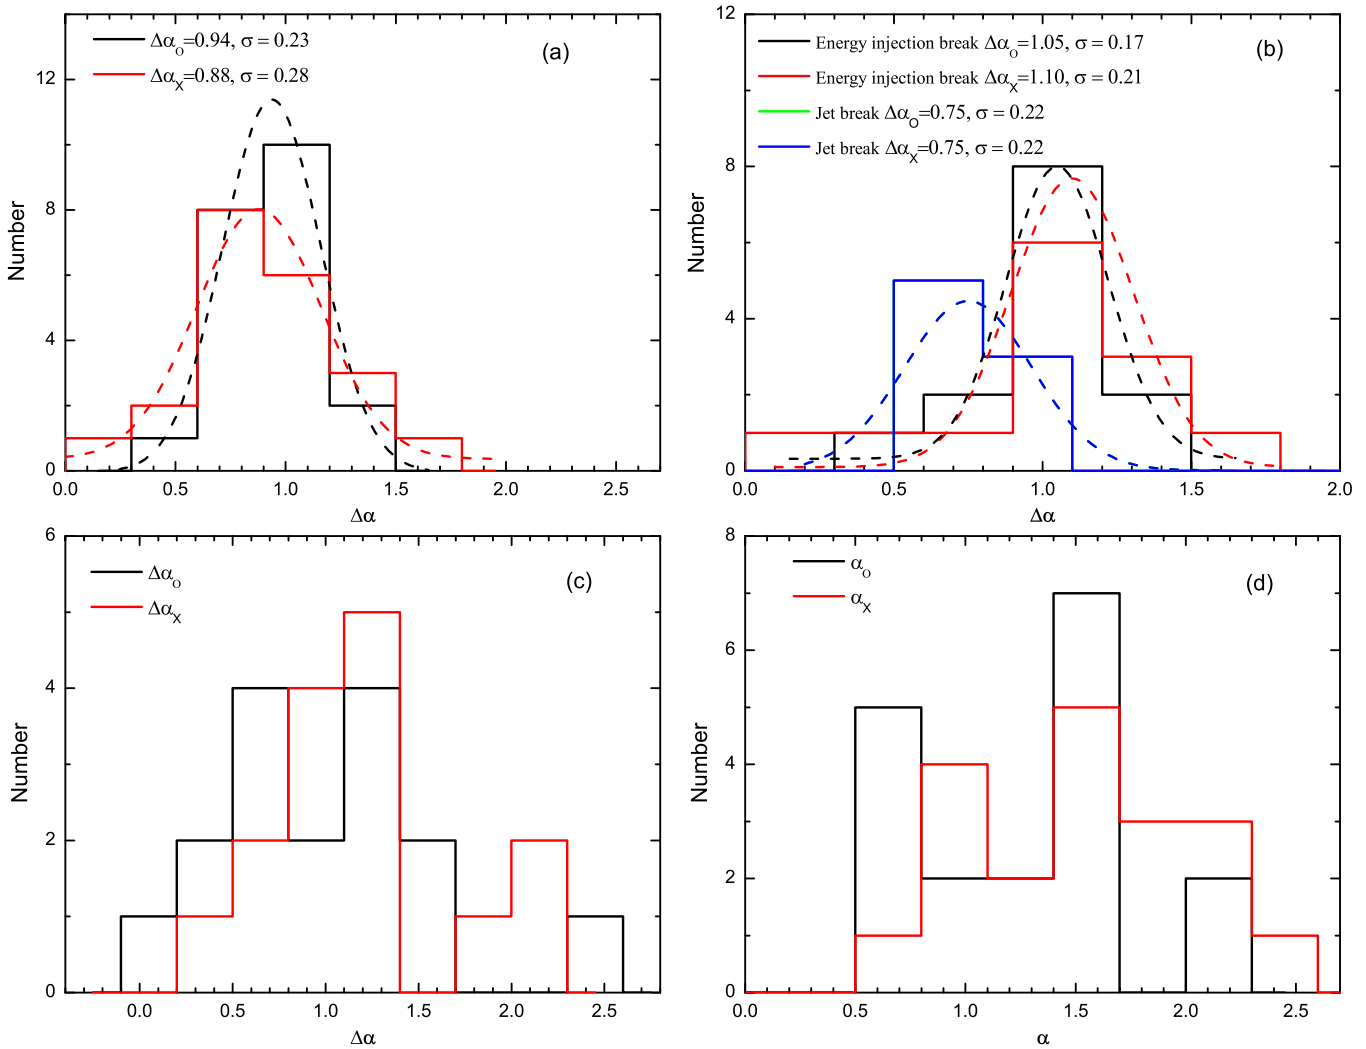 Δα_O=0.94, σ = 0.23
Δα_X=0.88, σ = 0.28
(a)
12
8
4
0
Number
0.0 0.5 1.0 1.5 2.0 2.5
Δα
Energy injection break Δα_O=1.05, σ = 0.17
Energy injection break Δα_X=1.10, σ = 0.21
Jet break Δα_O=0.75, σ = 0.22
Jet break Δα_X=0.75, σ = 0.22
(b)
12
8
4
0
Number
0.0 0.5 1.0 1.5 2.0
Δα
Δα_O
Δα_X
(c)
6
4
2
0
Number
0.0 0.5 1.0 1.5 2.0 2.5
Δα
α_O
α_X
(d)
8
6
4
2
0
Number
0.0 0.5 1.0 1.5 2.0 2.5
α